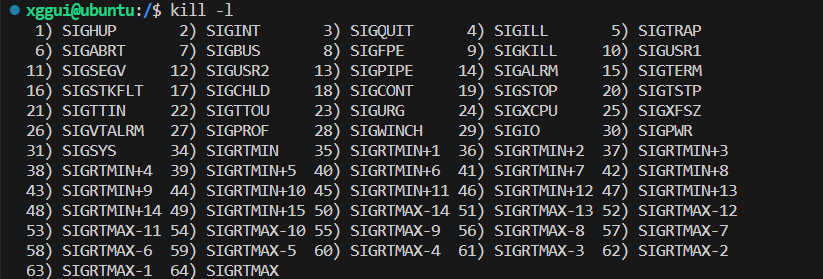 xggui@ubuntu:/$ kill -l
1) SIGHUP 2) SIGINT 3) SIGQUIT 4) SIGILL 5) SIGTRAP
6) SIGABRT 7) SIGBUS 8) SIGFPE 9) SIGKILL 10) SIGUSR1
11) SIGSEGV 12) SIGUSR2 13) SIGPIPE 14) SIGALRM 15) SIGTERM
16) SIGSTKFLT 17) SIGCHLD 18) SIGCONT 19) SIGSTOP 20) SIGTSTP
21) SIGTTIN 22) SIGTTOU 23) SIGURG 24) SIGXCPU 25) SIGXFSZ
26) SIGVTALRM 27) SIGPROF 28) SIGWINCH 29) SIGIO 30) SIGPWR
31) SIGSYS 34) SIGRTMIN 35) SIGRTMIN+1 36) SIGRTMIN+2 37) SIGRTMIN+3
38) SIGRTMIN+4 39) SIGRTMIN+5 40) SIGRTMIN+6 41) SIGRTMIN+7 42) SIGRTMIN+8
43) SIGRTMIN+9 44) SIGRTMIN+10 45) SIGRTMIN+11 46) SIGRTMIN+12 47) SIGRTMIN+13
48) SIGRTMIN+14 49) SIGRTMIN+15 50) SIGRTMAX-14 51) SIGRTMAX-13 52) SIGRTMAX-12
53) SIGRTMAX-11 54) SIGRTMAX-10 55) SIGRTMAX-9 56) SIGRTMAX-8 57) SIGRTMAX-7
58) SIGRTMAX-6 59) SIGRTMAX-5 60) SIGRTMAX-4 61) SIGRTMAX-3 62) SIGRTMAX-2
63) SIGRTMAX-1 64) SIGRTMAX